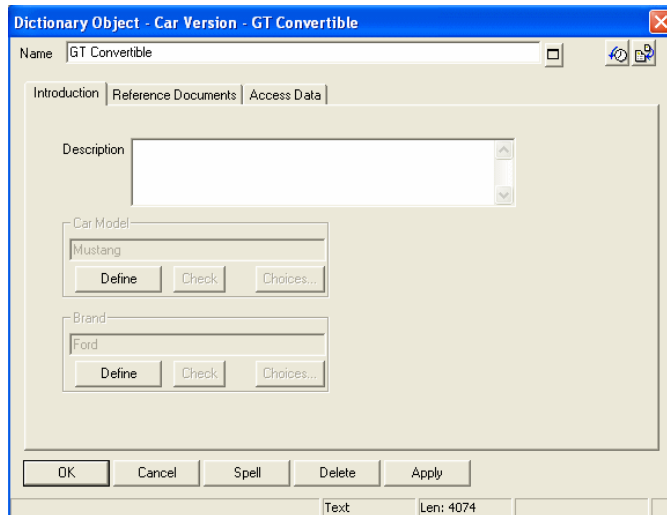 Dictionary Object - Car Version - GT Convertible
Name GT Convertible
Introduction Reference Documents Access Data
Description
Car Model
Mustang
Define Check Choices...
Brand
Ford
Define Check Choices...
OK Cancel Spell Delete Apply
Text Len: 4074